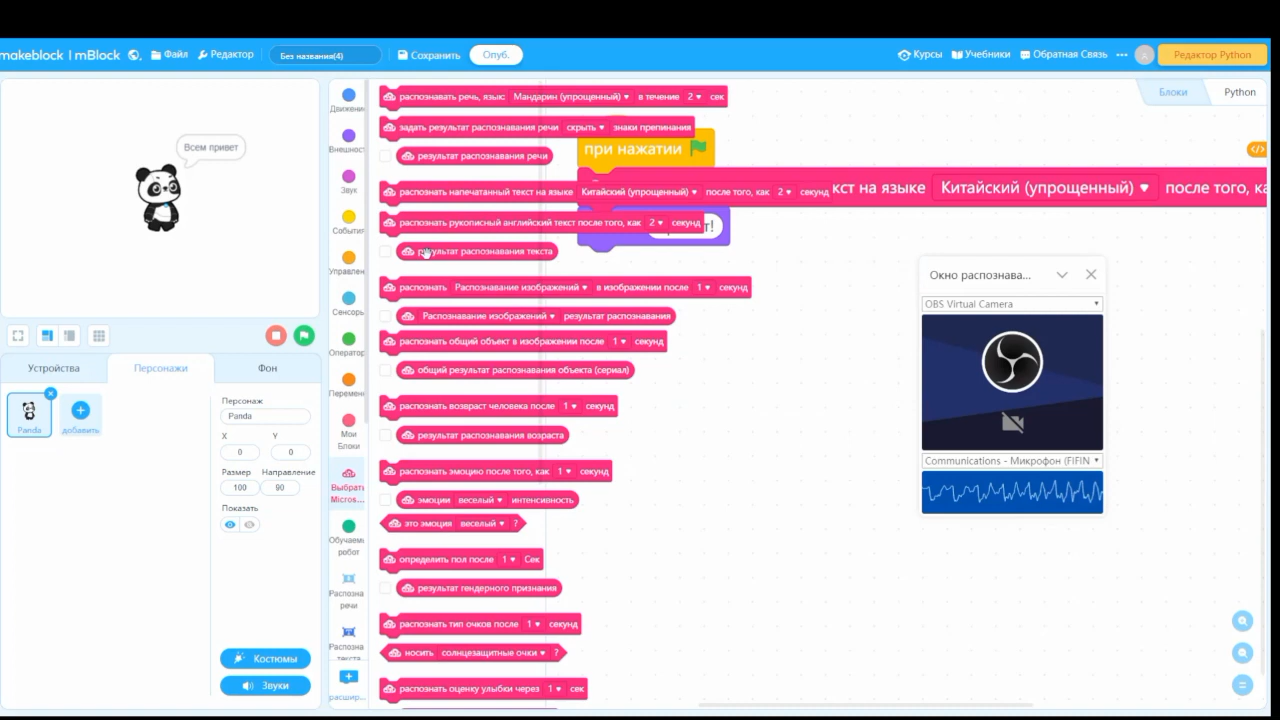 makeblock | mBlock Файл Редактор Без названия(4) Сохранить Опуб. Курсы Учебники Обратная Связь ••• Редактор Python
Всем привет
Устройства Персонажи Фон
Panda
добавить
Персонаж
Panda
X Y
0 0
Размер Направление
100 90
Показать
Костюмы
Звуки
Движение
Внешнос
Звук
События
Управлен
Сенсоры
Оператор
Перемен
Мои
Блоки
Выбрать
Micros...
Обучаем
робот
Распозна
речи
Распозна
текста
расшир...
распознавать речь, язык: Мандарин (упрощенный) в течение 2 сек
задать результат распознавания речи скрыть знаки препинания
результат распознавания речи
распознать напечатанный текст на языке Китайский (упрощенный) после того, как 2 секунд
распознать рукописный английский текст после того, как 2 секунд
результат распознавания текста
распознать Распознавание изображений в изображении после 1 секунд
Распознавание изображений результат распознавания
распознать общий объект в изображении после 1 секунд
общий результат распознавания объекта (сериал)
распознать возраст человека после 1 секунд
результат распознавания возраста
распознать эмоцию после того, как 1 секунд
эмоции веселый интенсивность
это эмоция веселый ?
определить пол после 1 Сек
результат гендерного признания
распознать тип очков после 1 секунд
носить солнцезащитные очки ?
распознать оценку улыбки через 1 сек
Блоки Python
при нажатии
кст на языке Китайский (упрощенный) после того, ка
т!
Окно распознава...
OBS Virtual Camera
Communications - Микрофон (FIFIN